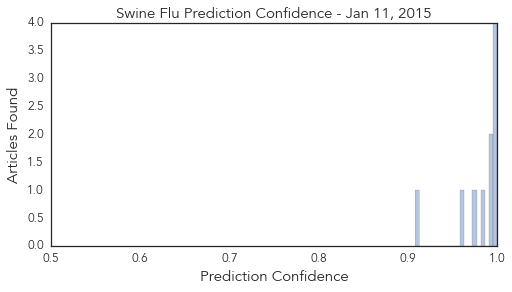 Swine Flu Prediction Confidence - Jan 11, 2015
4.0
3.5
3.0
2.5
2.0
1.5
1.0
0.5
0.0
Articles Found
0.5 0.6 0.7 0.8 0.9 1.0
Prediction Confidence